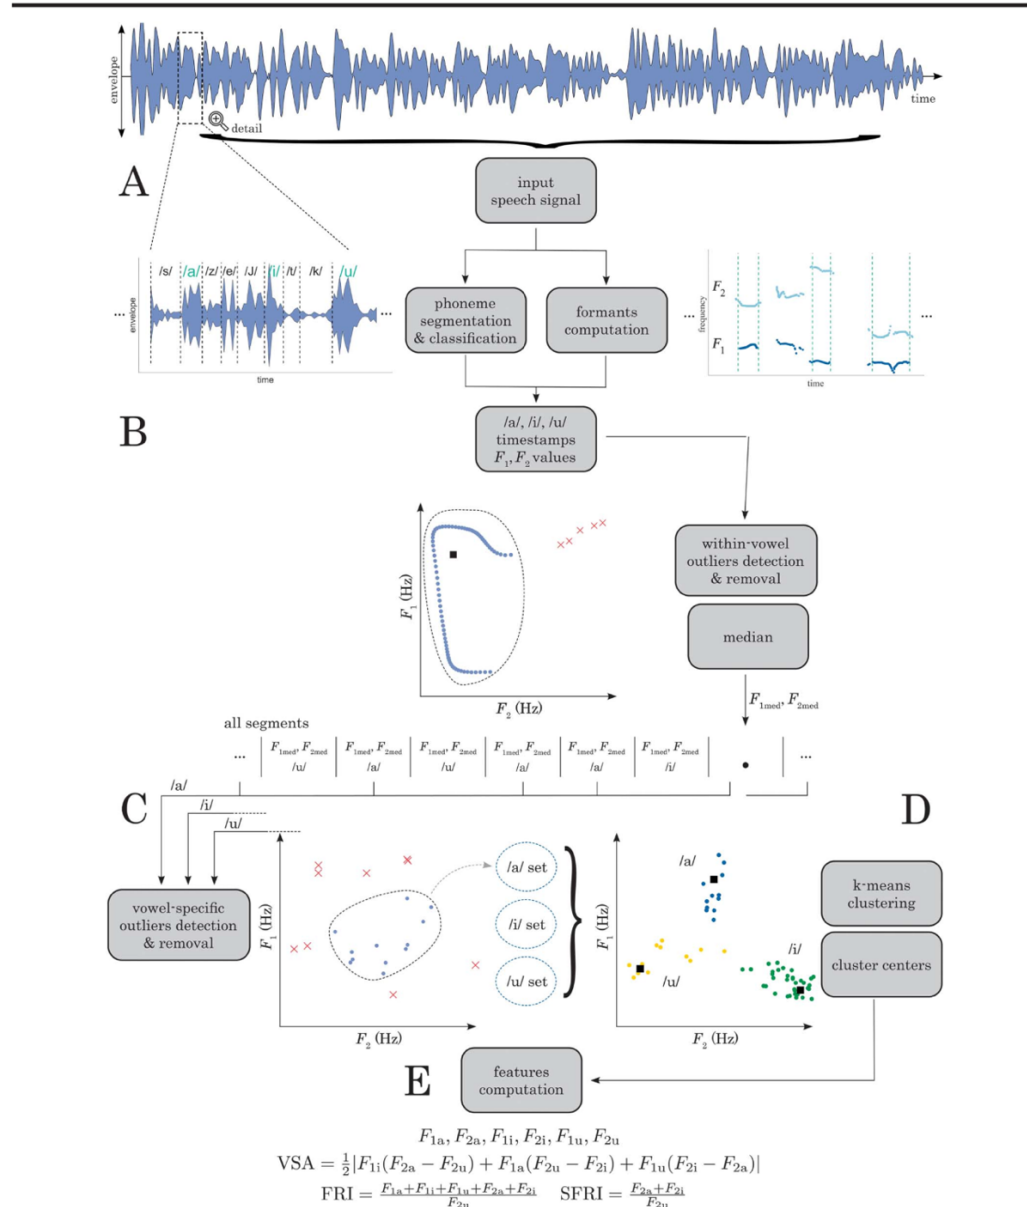 envelope
time
detail
A
input
speech signal
/s/ /a/ /z/ /e/ /J/ /i/ /t/ /k/ /u/
... envelope ...
time
phoneme
segmentation
& classification
formants
computation
... frequency ...
F₂
F₁
time
B
/a/, /i/, /u/
timestamps
F₁, F₂ values
within-vowel
outliers detection
& removal
median
F₁ (Hz)
F₂ (Hz)
F₁med, F₂med
all segments
... F₁med, F₂med F₁med, F₂med F₁med, F₂med F₁med, F₂med F₁med, F₂med F₁med, F₂med • ...
/u/ /a/ /u/ /a/ /a/ /i/
C
/a/
/i/
/u/
vowel-specific
outliers detection
& removal
F₁ (Hz)
F₂ (Hz)
/a/ set
/i/ set
/u/ set
D
F₁ (Hz)
/a/
/u/
/i/
F₂ (Hz)
k-means
clustering
cluster centers
E
features
computation
F₁a, F₂a, F₁i, F₂i, F₁u, F₂u
VSA = ½|F₁i(F₂a − F₂u) + F₁a(F₂u − F₂i) + F₁u(F₂i − F₂a)|
FRI = (F₁a+F₁i+F₁u+F₂a+F₂i)/F₂u SFRI = (F₂a+F₂i)/F₂u